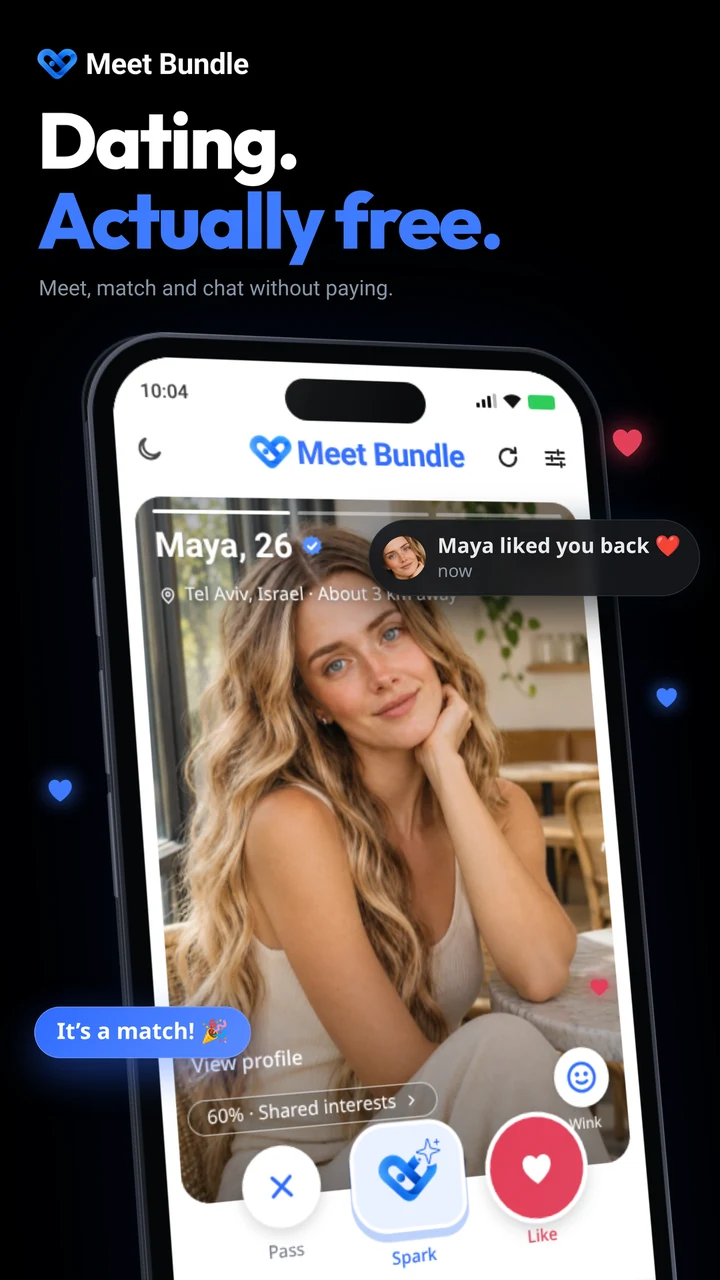 Meet Bundle
Dating.
Actually free.
Meet, match and chat without paying.
10:04
Meet Bundle
Maya, 26
Maya liked you back ❤️
now
Tel Aviv, Israel · About 3 km away
It's a match! 🎉
View profile
60% · Shared interests >
Wink
Pass
Spark
Like